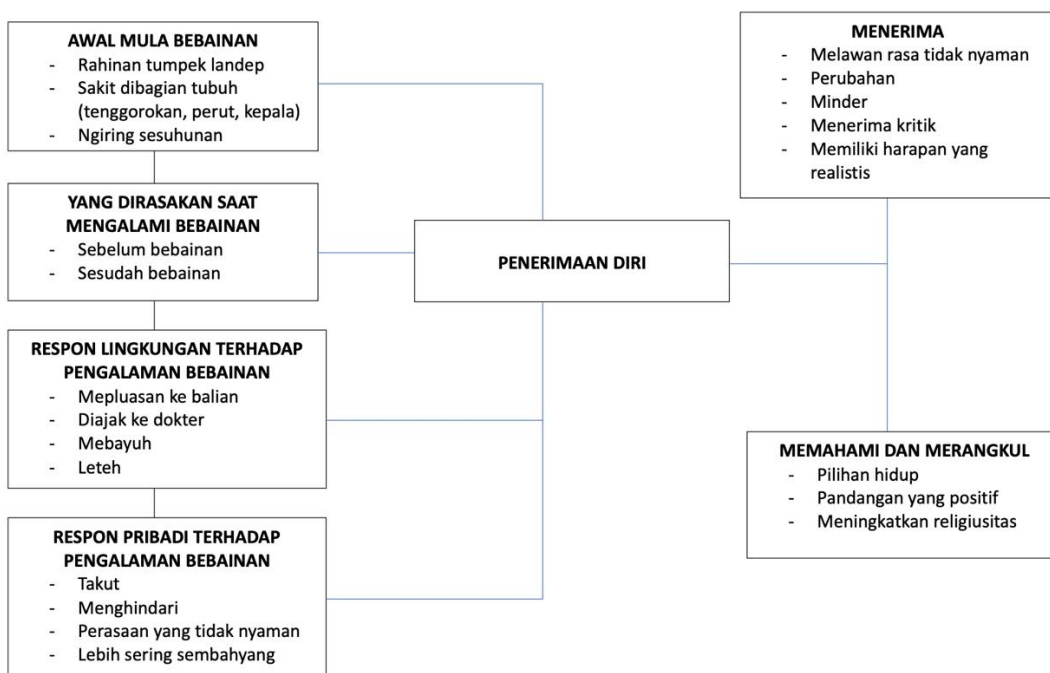 AWAL MULA BEBAINAN
- Rahinan tumpek landep
- Sakit dibagian tubuh
(tenggorokan, perut, kepala)
- Ngiring sesuhunan
YANG DIRASAKAN SAAT
MENGALAMI BEBAINAN
- Sebelum bebainan
- Sesudah bebainan
RESPON LINGKUNGAN TERHADAP
PENGALAMAN BEBAINAN
- Mepluasan ke balian
- Diajak ke dokter
- Mebayuh
- Leteh
RESPON PRIBADI TERHADAP
PENGALAMAN BEBAINAN
- Takut
- Menghindari
- Perasaan yang tidak nyaman
- Lebih sering sembahyang
PENERIMAAN DIRI
MENERIMA
- Melawan rasa tidak nyaman
- Perubahan
- Minder
- Menerima kritik
- Memiliki harapan yang
realistis
MEMAHAMI DAN MERANGKUL
- Pilihan hidup
- Pandangan yang positif
- Meningkatkan religiusitas